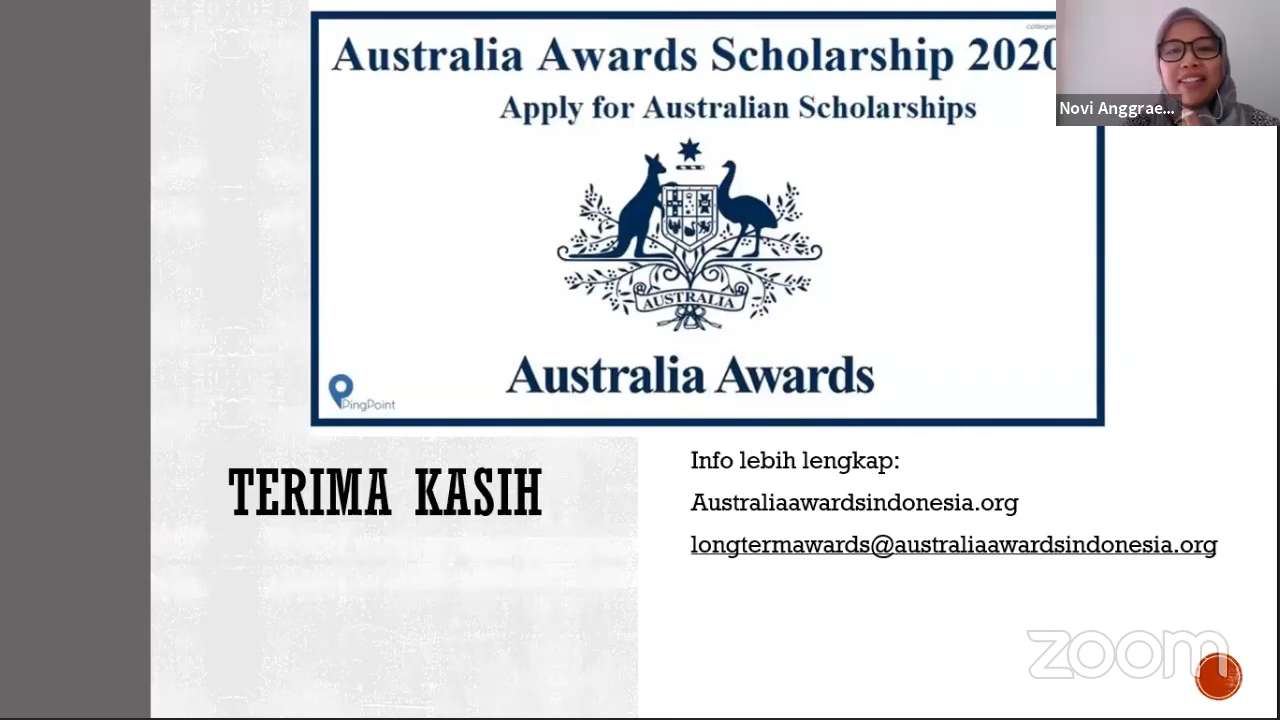 Australia Awards Scholarship 2020
Apply for Australian Scholarships
Novi Anggrae...
AUSTRALIA
Australia Awards
PingPoint
TERIMA KASIH
Info lebih lengkap:
Australiaawardsindonesia.org
longtermawards@australiaawardsindonesia.org
zoom